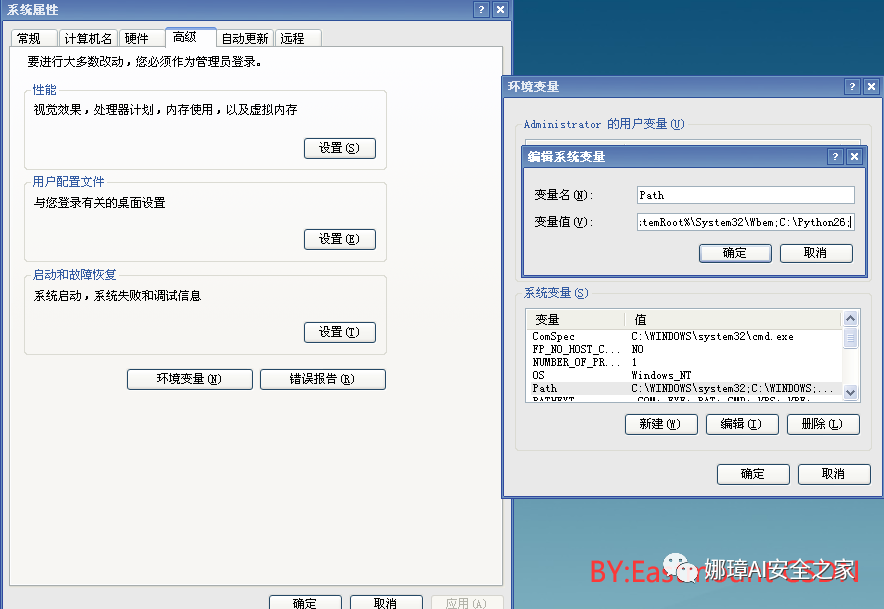 系统属性
常规 计算机名 硬件 高级 自动更新 远程
要进行大多数改动，您必须作为管理员登录。
性能
视觉效果，处理器计划，内存使用，以及虚拟内存
设置(S)
用户配置文件
与您登录有关的桌面设置
设置(E)
启动和故障恢复
系统启动，系统失败和调试信息
设置(T)
环境变量(N) 错误报告(R)
确定 取消 应用(A)
环境变量
Administrator 的用户变量(U)
编辑系统变量
变量名(N): Path
变量值(V): :temRoot%\System32\Wbem;C:\Python26;
确定 取消
系统变量(S)
变量 值
ComSpec C:\WINDOWS\system32\cmd.exe
FP_NO_HOST_C... NO
NUMBER_OF_PR... 1
OS Windows_NT
Path C:\WINDOWS\system32;C:\WINDOWS;...
PATHEXT .COM;.EXE;.BAT;.CMD;.VBS;.VBE;
新建(W) 编辑(I) 删除(L)
确定 取消
娜璋AI安全之家